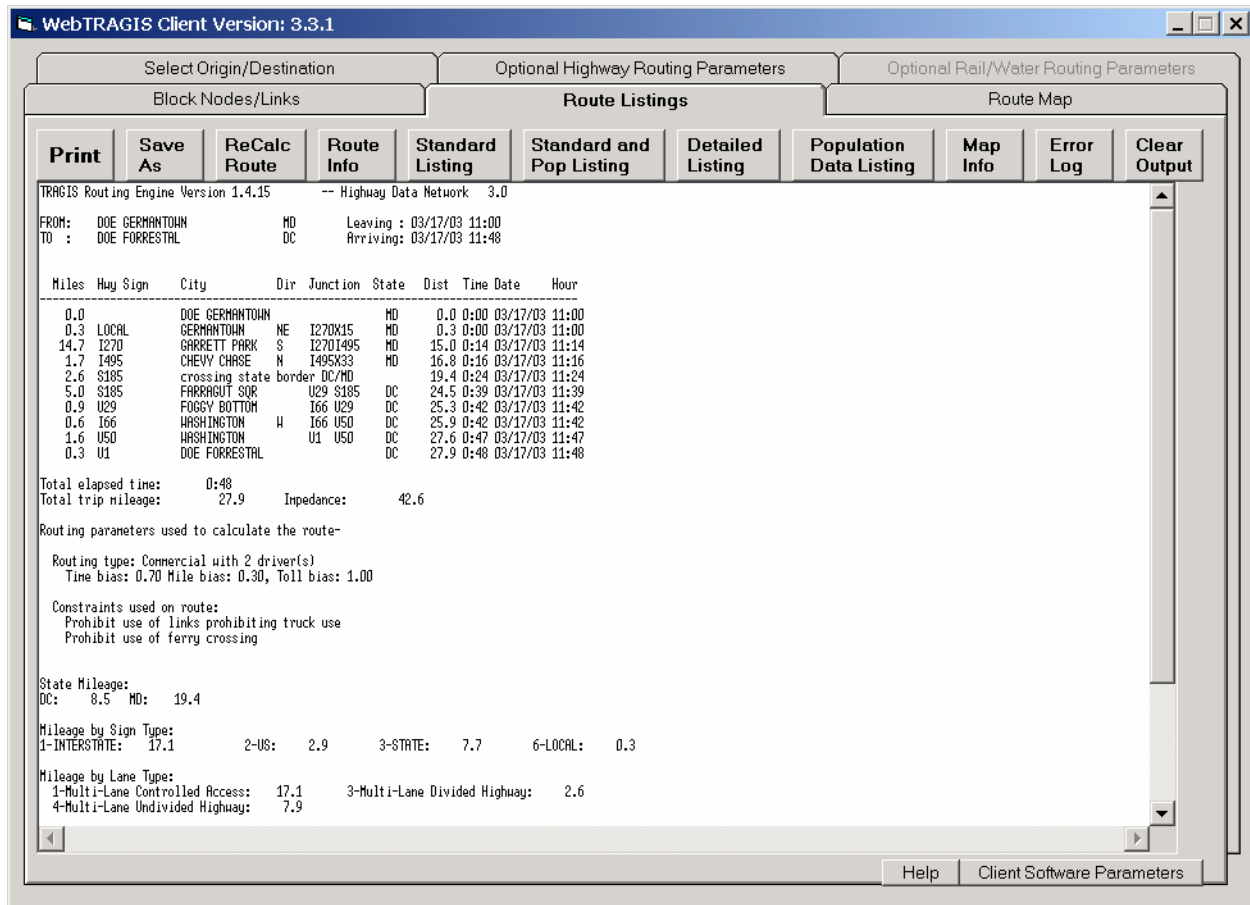 WebTRAGIS Client Version: 3.3.1
Select Origin/Destination Optional Highway Routing Parameters Optional Rail/Water Routing Parameters
Block Nodes/Links Route Listings Route Map
Print Save As ReCalc Route Route Info Standard Listing Standard and Pop Listing Detailed Listing Population Data Listing Map Info Error Log Clear Output
TRAGIS Routing Engine Version 1.4.15 -- Highway Data Network 3.0
FROM: DOE GERMANTOWN MD Leaving : 03/17/03 11:00
TO : DOE FORRESTAL DC Arriving: 03/17/03 11:48
Miles Hwy Sign City Dir Junction State Dist Time Date Hour
0.0 DOE GERMANTOWN MD 0.0 0:00 03/17/03 11:00
0.3 LOCAL GERMANTOWN NE I270X15 MD 0.3 0:00 03/17/03 11:00
14.7 I270 GARRETT PARK S I270I495 MD 15.0 0:14 03/17/03 11:14
1.7 I495 CHEVY CHASE N I495X33 MD 16.8 0:16 03/17/03 11:16
2.6 S185 crossing state border DC/MD 19.4 0:24 03/17/03 11:24
5.0 S185 FARRAGUT SQR U29 S185 DC 24.5 0:39 03/17/03 11:39
0.9 U29 FOGGY BOTTOM I66 U29 DC 25.3 0:42 03/17/03 11:42
0.6 I66 WASHINGTON W I66 U50 DC 25.9 0:42 03/17/03 11:42
1.6 U50 WASHINGTON U1 U50 DC 27.6 0:47 03/17/03 11:47
0.3 U1 DOE FORRESTAL DC 27.9 0:48 03/17/03 11:48
Total elapsed time: 0:48
Total trip mileage: 27.9 Impedance: 42.6
Routing parameters used to calculate the route-
Routing type: Commercial with 2 driver(s)
Time bias: 0.70 Mile bias: 0.30, Toll bias: 1.00
Constraints used on route:
Prohibit use of links prohibiting truck use
Prohibit use of ferry crossing
State Mileage:
DC: 8.5 MD: 19.4
Mileage by Sign Type:
1-INTERSTATE: 17.1 2-US: 2.9 3-STATE: 7.7 6-LOCAL: 0.3
Mileage by Lane Type:
1-Multi-Lane Controlled Access: 17.1 3-Multi-Lane Divided Highway: 2.6
4-Multi-Lane Undivided Highway: 7.9
Help Client Software Parameters